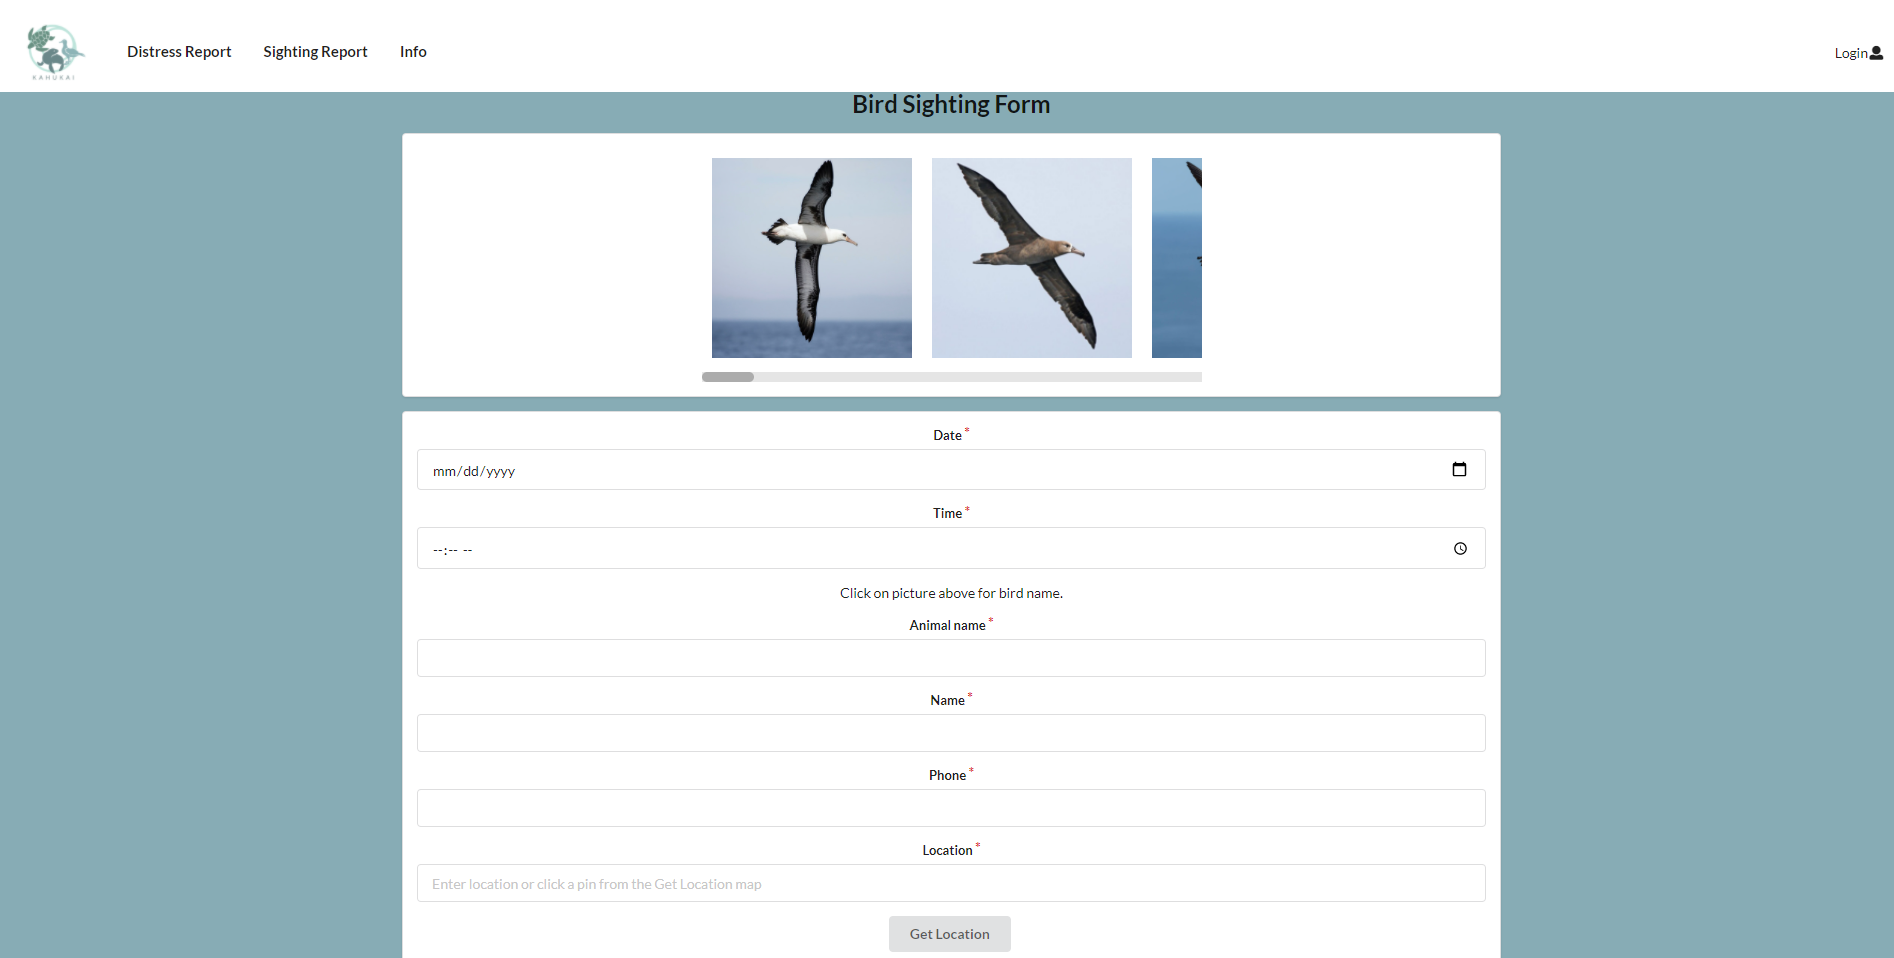 KAHUKAI
Distress Report
Sighting Report
Info
Login
Bird Sighting Form
Date *
mm/dd/yyyy
Time *
--:-- --
Click on picture above for bird name.
Animal name *
Name *
Phone *
Location *
Enter location or click a pin from the Get Location map
Get Location